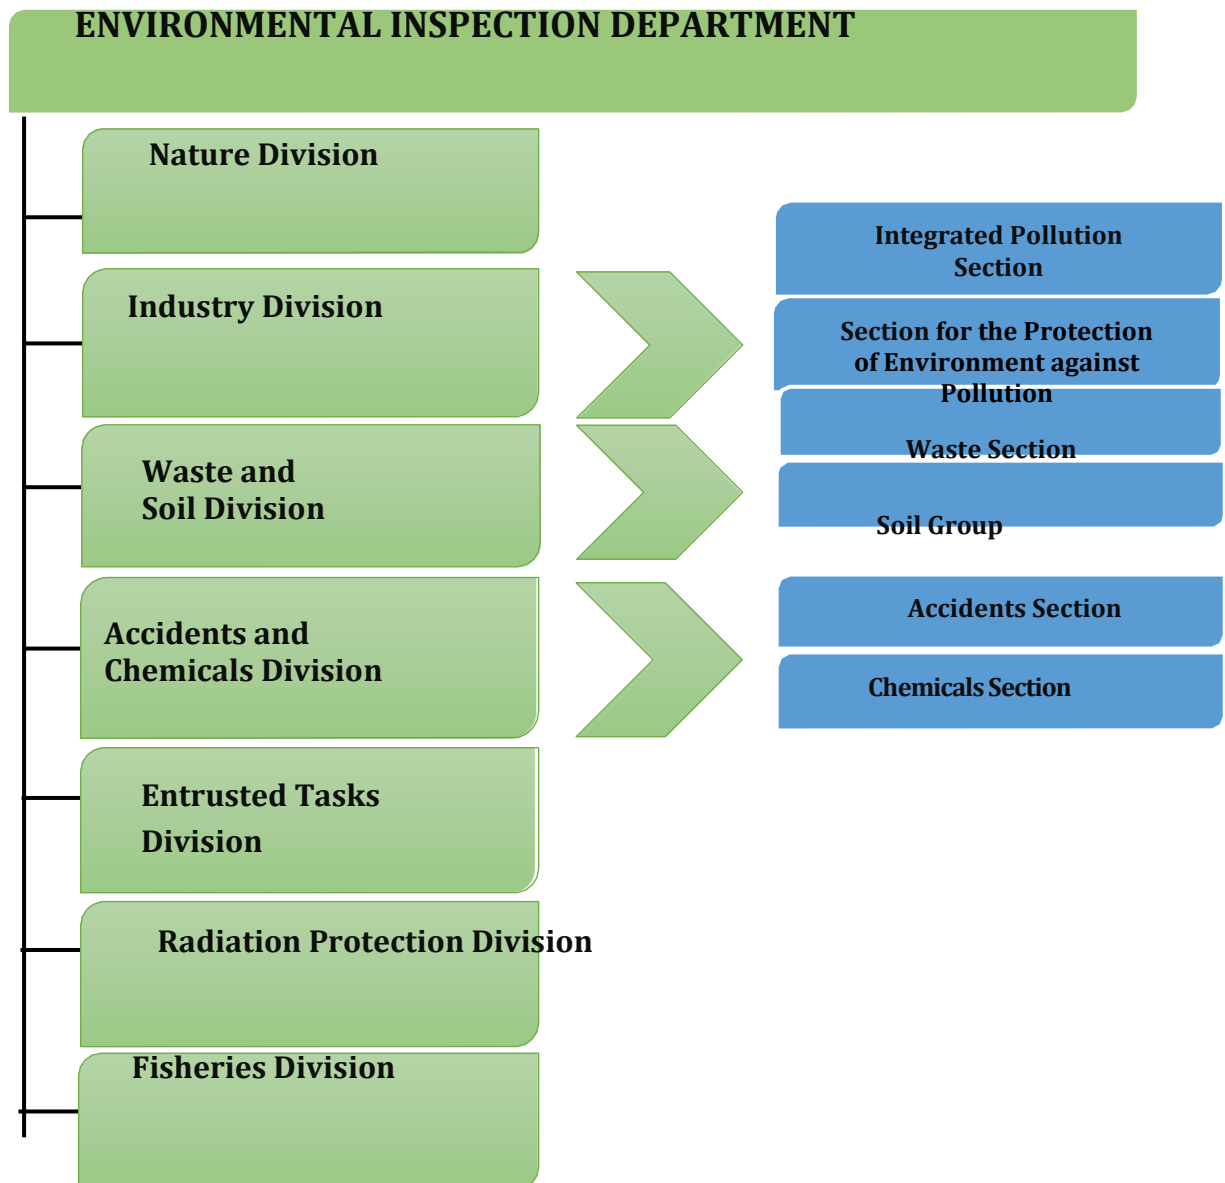 ENVIRONMENTAL INSPECTION DEPARTMENT
Nature Division
Industry Division
Integrated Pollution
Section
Section for the Protection
of Environment against
Pollution
Waste and
Soil Division
Waste Section
Soil Group
Accidents and
Chemicals Division
Accidents Section
Chemicals Section
Entrusted Tasks
Division
Radiation Protection Division
Fisheries Division